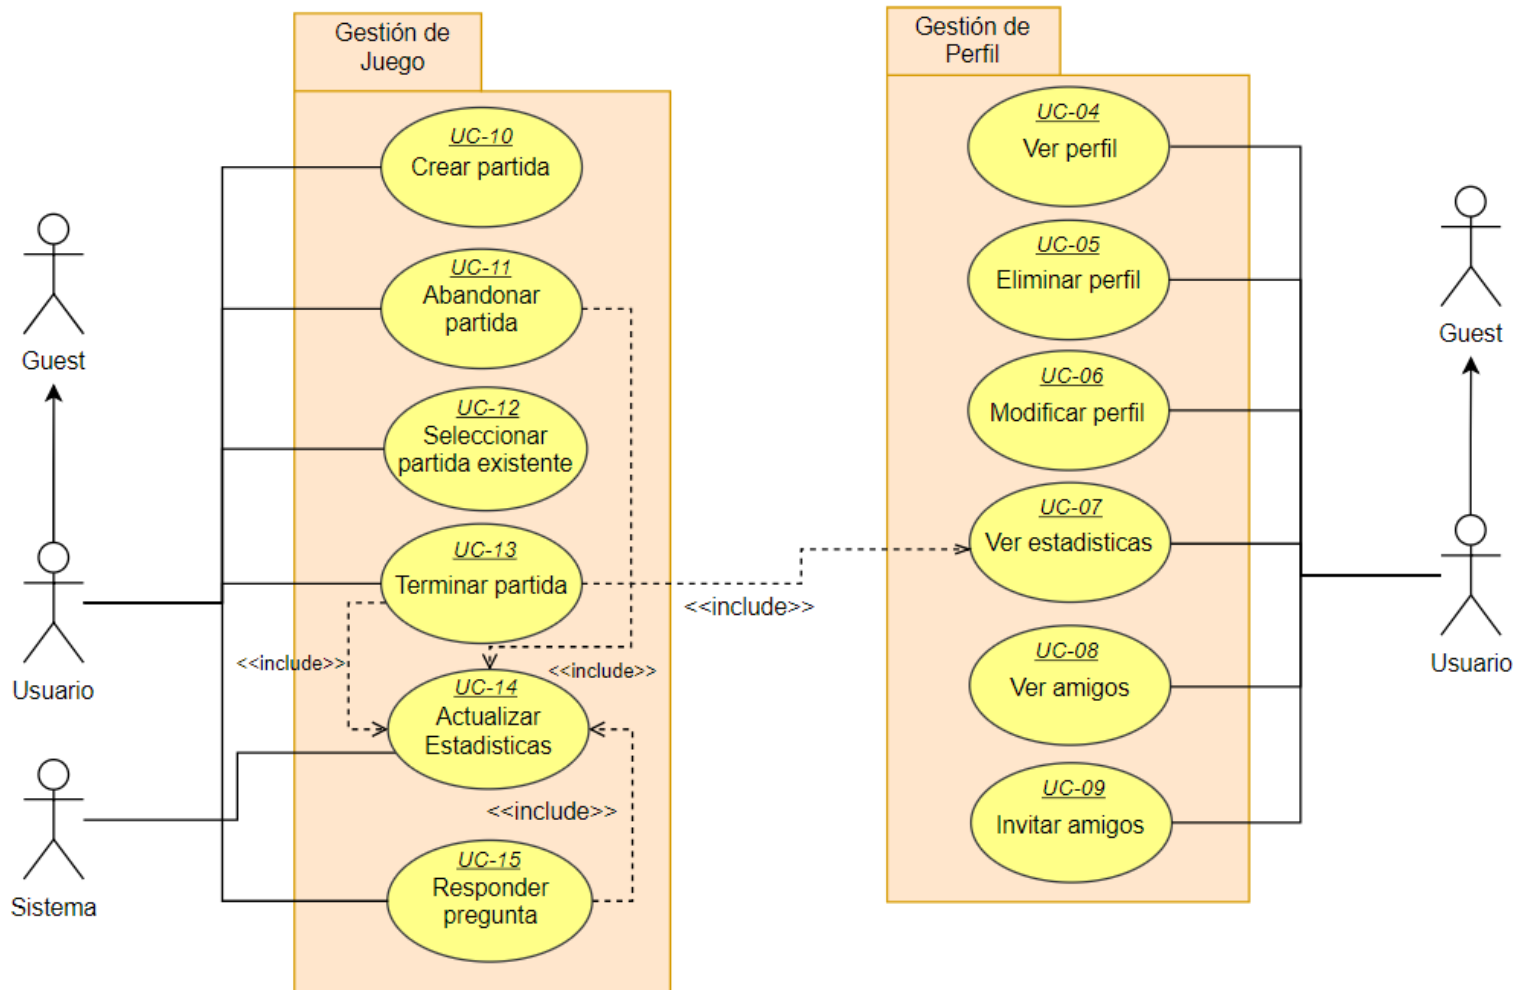 Gestión de
Juego
UC-10
Crear partida
UC-11
Abandonar
partida
UC-12
Seleccionar
partida existente
UC-13
Terminar partida
<<include>>
<<include>>
<<include>>
UC-14
Actualizar
Estadisticas
<<include>>
UC-15
Responder
pregunta
Guest
Usuario
Sistema
Gestión de
Perfil
UC-04
Ver perfil
UC-05
Eliminar perfil
UC-06
Modificar perfil
UC-07
Ver estadisticas
UC-08
Ver amigos
UC-09
Invitar amigos
Guest
Usuario